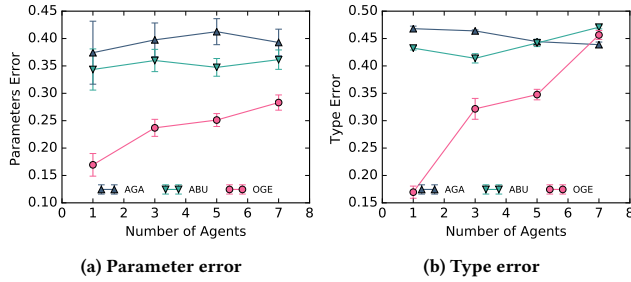 0.45
0.40
0.35
0.30
0.25
0.20
0.15
0.10
Parameters Error
AGA ABU OGE
0 1 2 3 4 5 6 7 8
Number of Agents
(a) Parameter error
0.50
0.45
0.40
0.35
0.30
0.25
0.20
0.15
Type Error
AGA ABU OGE
0 1 2 3 4 5 6 7 8
Number of Agents
(b) Type error